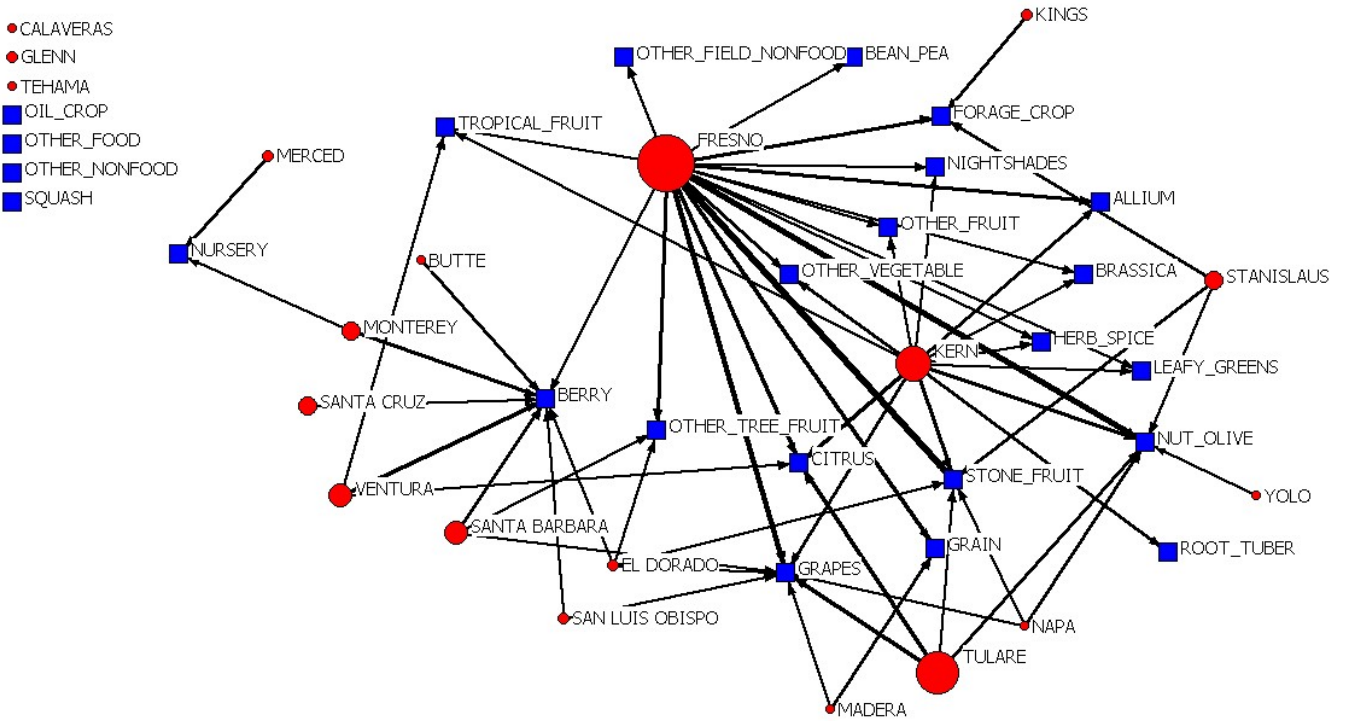 CALAVERAS
GLENN
TEHAMA
OIL_CROP
OTHER_FOOD
OTHER_NONFOOD
SQUASH
KINGS
OTHER_FIELD_NONFOOD
BEAN_PEA
FORAGE_CROP
TROPICAL_FRUIT
FRESNO
MERCED
NIGHTSHADES
ALLIUM
OTHER_FRUIT
NURSERY
BUTTE
OTHER_VEGETABLE
BRASSICA
STANISLAUS
MONTEREY
KERN
HERB_SPICE
LEAFY_GREENS
BERRY
SANTA CRUZ
OTHER_TREE_FRUIT
NUT_OLIVE
CITRUS
STONE_FRUIT
VENTURA
YOLO
SANTA BARBARA
GRAIN
ROOT_TUBER
EL DORADO
GRAPES
SAN LUIS OBISPO
NAPA
TULARE
MADERA